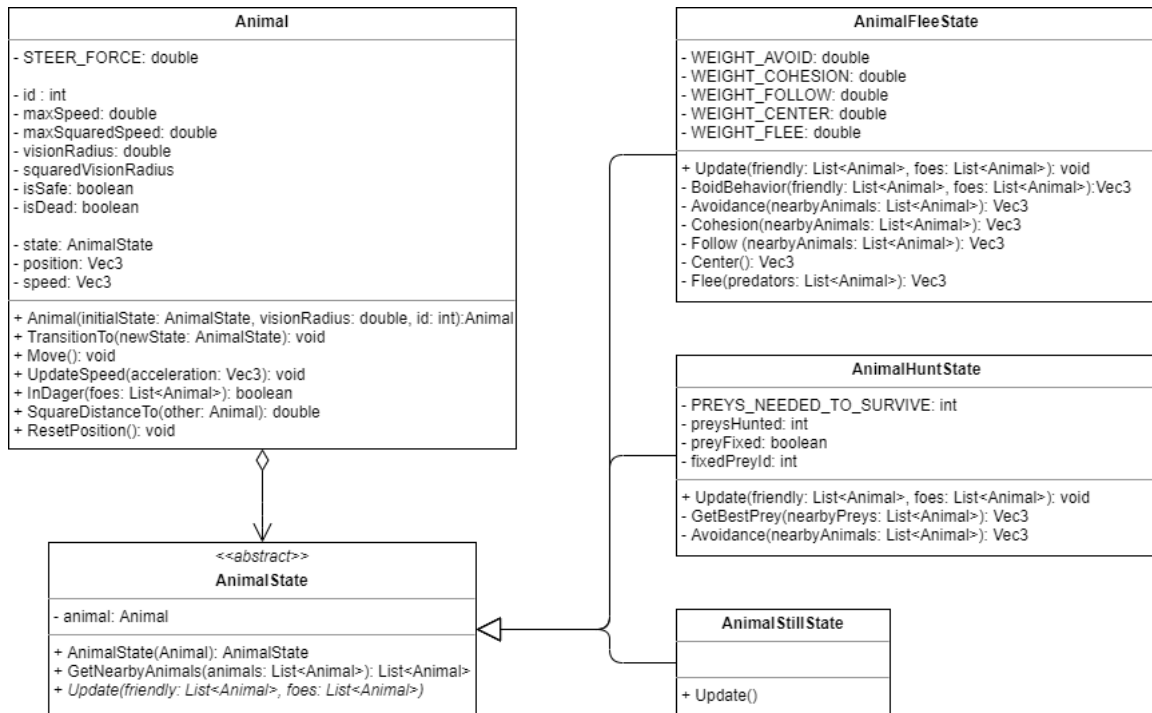 Animal
- STEER_FORCE: double
- id : int
- maxSpeed: double
- maxSquaredSpeed: double
- visionRadius: double
- squaredVisionRadius
- isSafe: boolean
- isDead: boolean
- state: AnimalState
- position: Vec3
- speed: Vec3
+ Animal(initialState: AnimalState, visionRadius: double, id: int):Animal
+ TransitionTo(newState: AnimalState): void
+ Move(): void
+ UpdateSpeed(acceleration: Vec3): void
+ InDager(foes: List<Animal>): boolean
+ SquareDistanceTo(other: Animal): double
+ ResetPosition(): void
<<abstract>>
AnimalState
- animal: Animal
+ AnimalState(Animal): AnimalState
+ GetNearbyAnimals(animals: List<Animal>): List<Animal>
+ Update(friendly: List<Animal>, foes: List<Animal>)
AnimalFleeState
- WEIGHT_AVOID: double
- WEIGHT_COHESION: double
- WEIGHT_FOLLOW: double
- WEIGHT_CENTER: double
- WEIGHT_FLEE: double
+ Update(friendly: List<Animal>, foes: List<Animal>): void
- BoidBehavior(friendly: List<Animal>, foes: List<Animal>):Vec3
- Avoidance(nearbyAnimals: List<Animal>): Vec3
- Cohesion(nearbyAnimals: List<Animal>): Vec3
- Follow (nearbyAnimals: List<Animal>): Vec3
- Center(): Vec3
- Flee(predators: List<Animal>): Vec3
AnimalHuntState
- PREYS_NEEDED_TO_SURVIVE: int
- preysHunted: int
- preyFixed: boolean
- fixedPreyId: int
+ Update(friendly: List<Animal>, foes: List<Animal>): void
- GetBestPrey(nearbyPreys: List<Animal>): Vec3
- Avoidance(nearbyAnimals: List<Animal>): Vec3
AnimalStillState
+ Update()